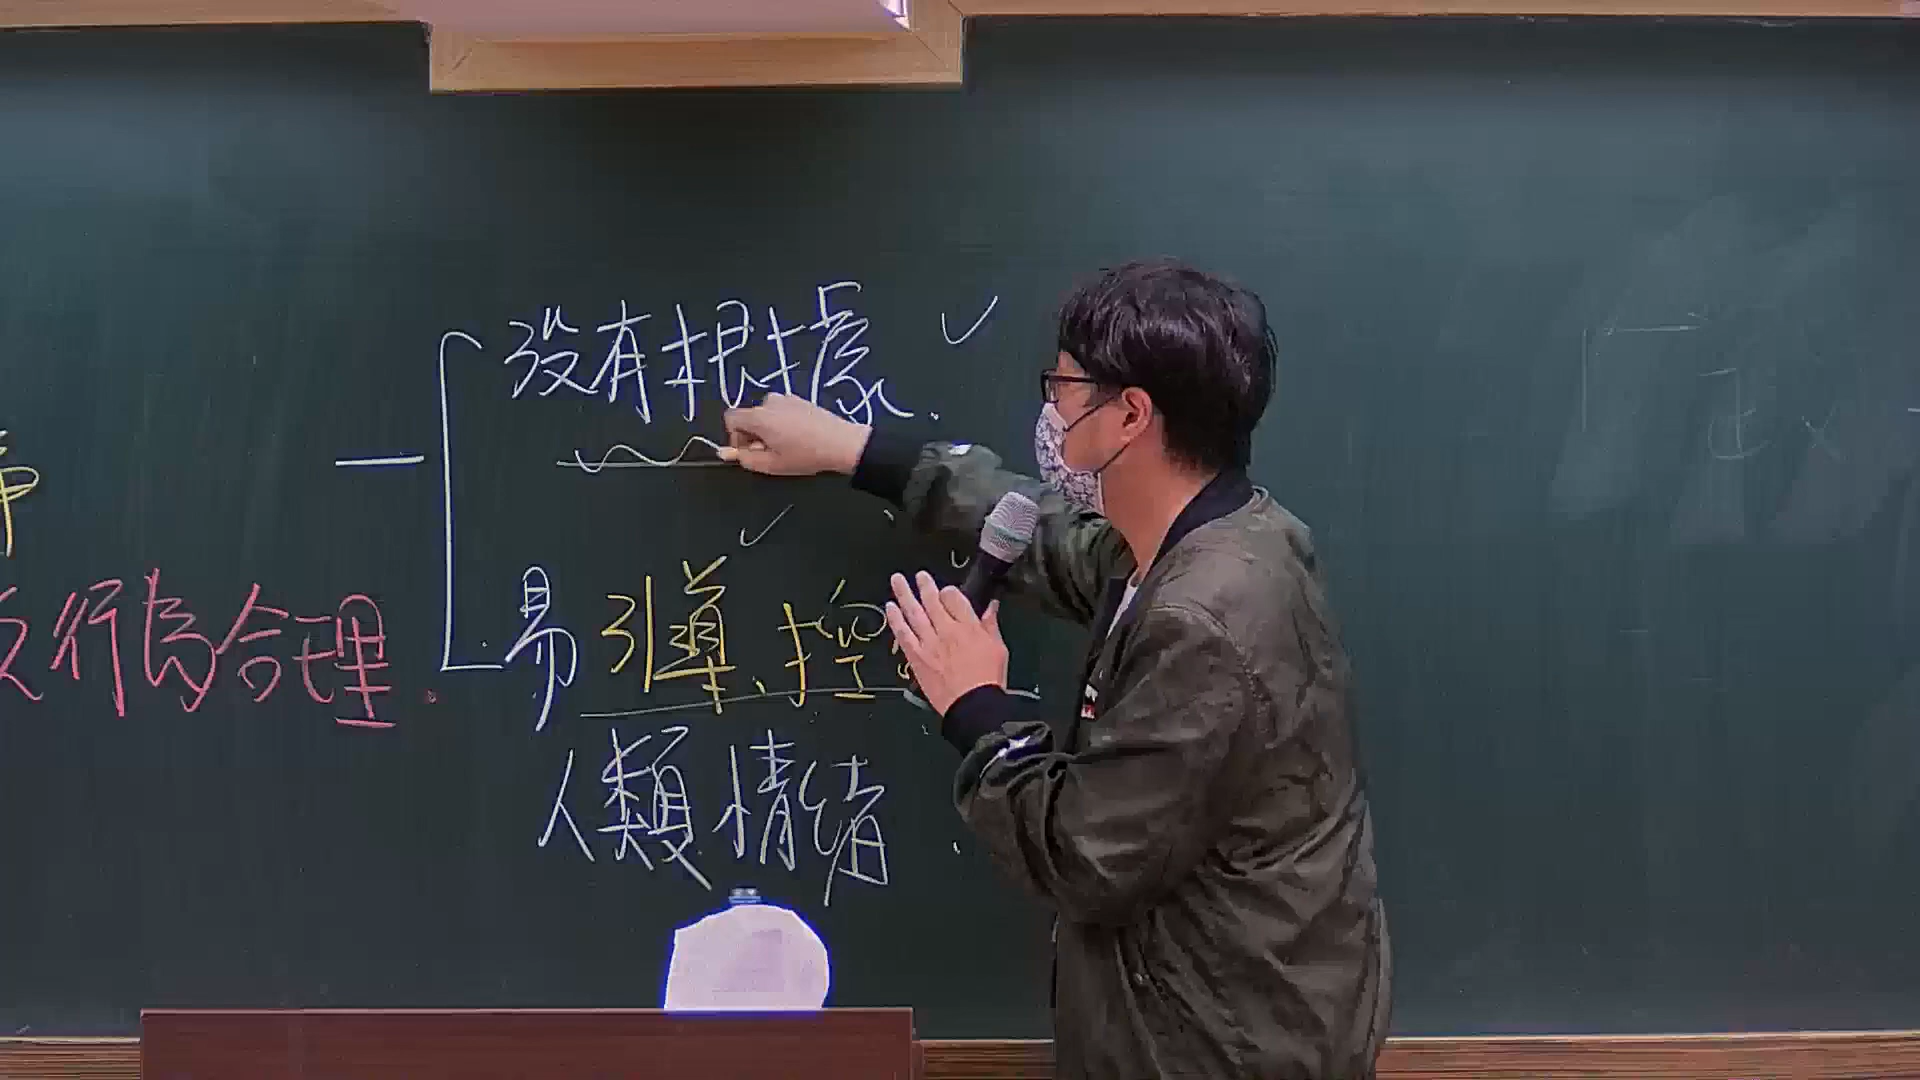 沒有根據.
易引導、控
人類情緒
行為合理.